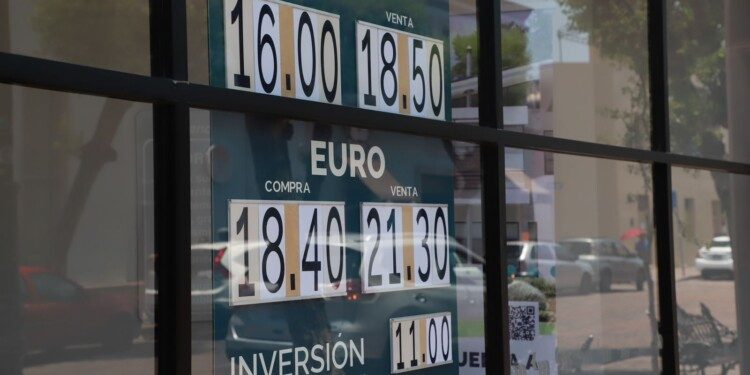 VENTA
16.00 18.50
EURO
COMPRA VENTA
18.40 21.30
INVERSIÓN 11.00